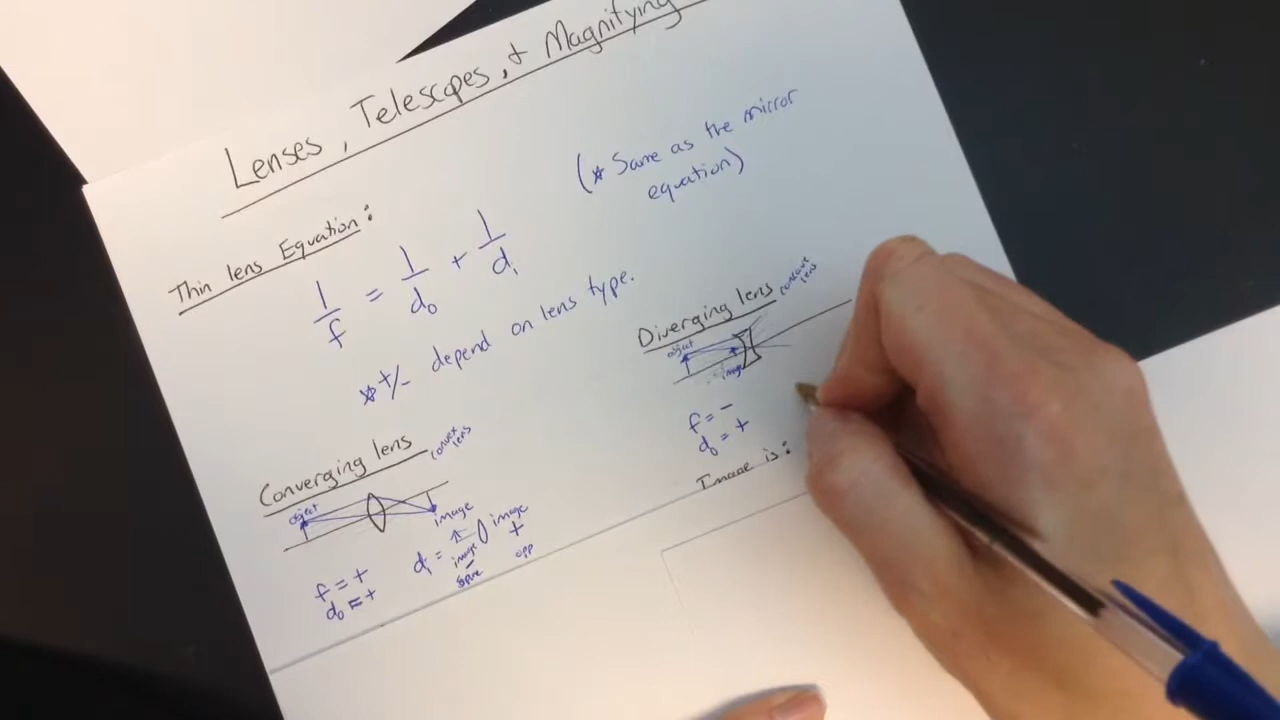 Lenses, Telescopes, + Magnifying
Thin lens Equation:
1/f = 1/do + 1/di
(* Same as the mirror
equation)
*+/- depend on lens type.
Converging lens
convex
lens
object
image
f = +
do = +
di =
image
-
same
image
+
opp
Diverging lens
concave
lens
object
image
f = -
do = +
Image is: